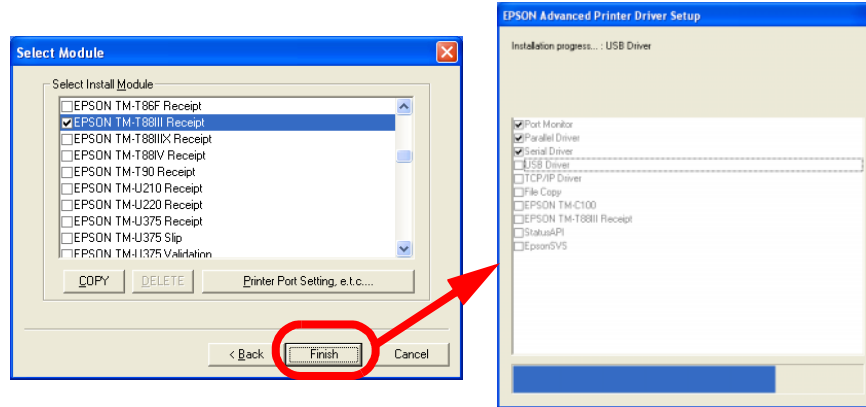 Select Module
Select Install Module
EPSON TM-T86F Receipt
EPSON TM-T88III Receipt
EPSON TM-T88IIIX Receipt
EPSON TM-T88IV Receipt
EPSON TM-T90 Receipt
EPSON TM-U210 Receipt
EPSON TM-U220 Receipt
EPSON TM-U375 Receipt
EPSON TM-U375 Slip
EPSON TM-U375 Validation
COPY DELETE Printer Port Setting, e.t.c....
< Back Finish Cancel
EPSON Advanced Printer Driver Setup
Installation progress... : USB Driver
Port Monitor
Parallel Driver
Serial Driver
USB Driver
TCP/IP Driver
File Copy
EPSON TM-C100
EPSON TM-T88III Receipt
StatusAPI
EpsonSVS